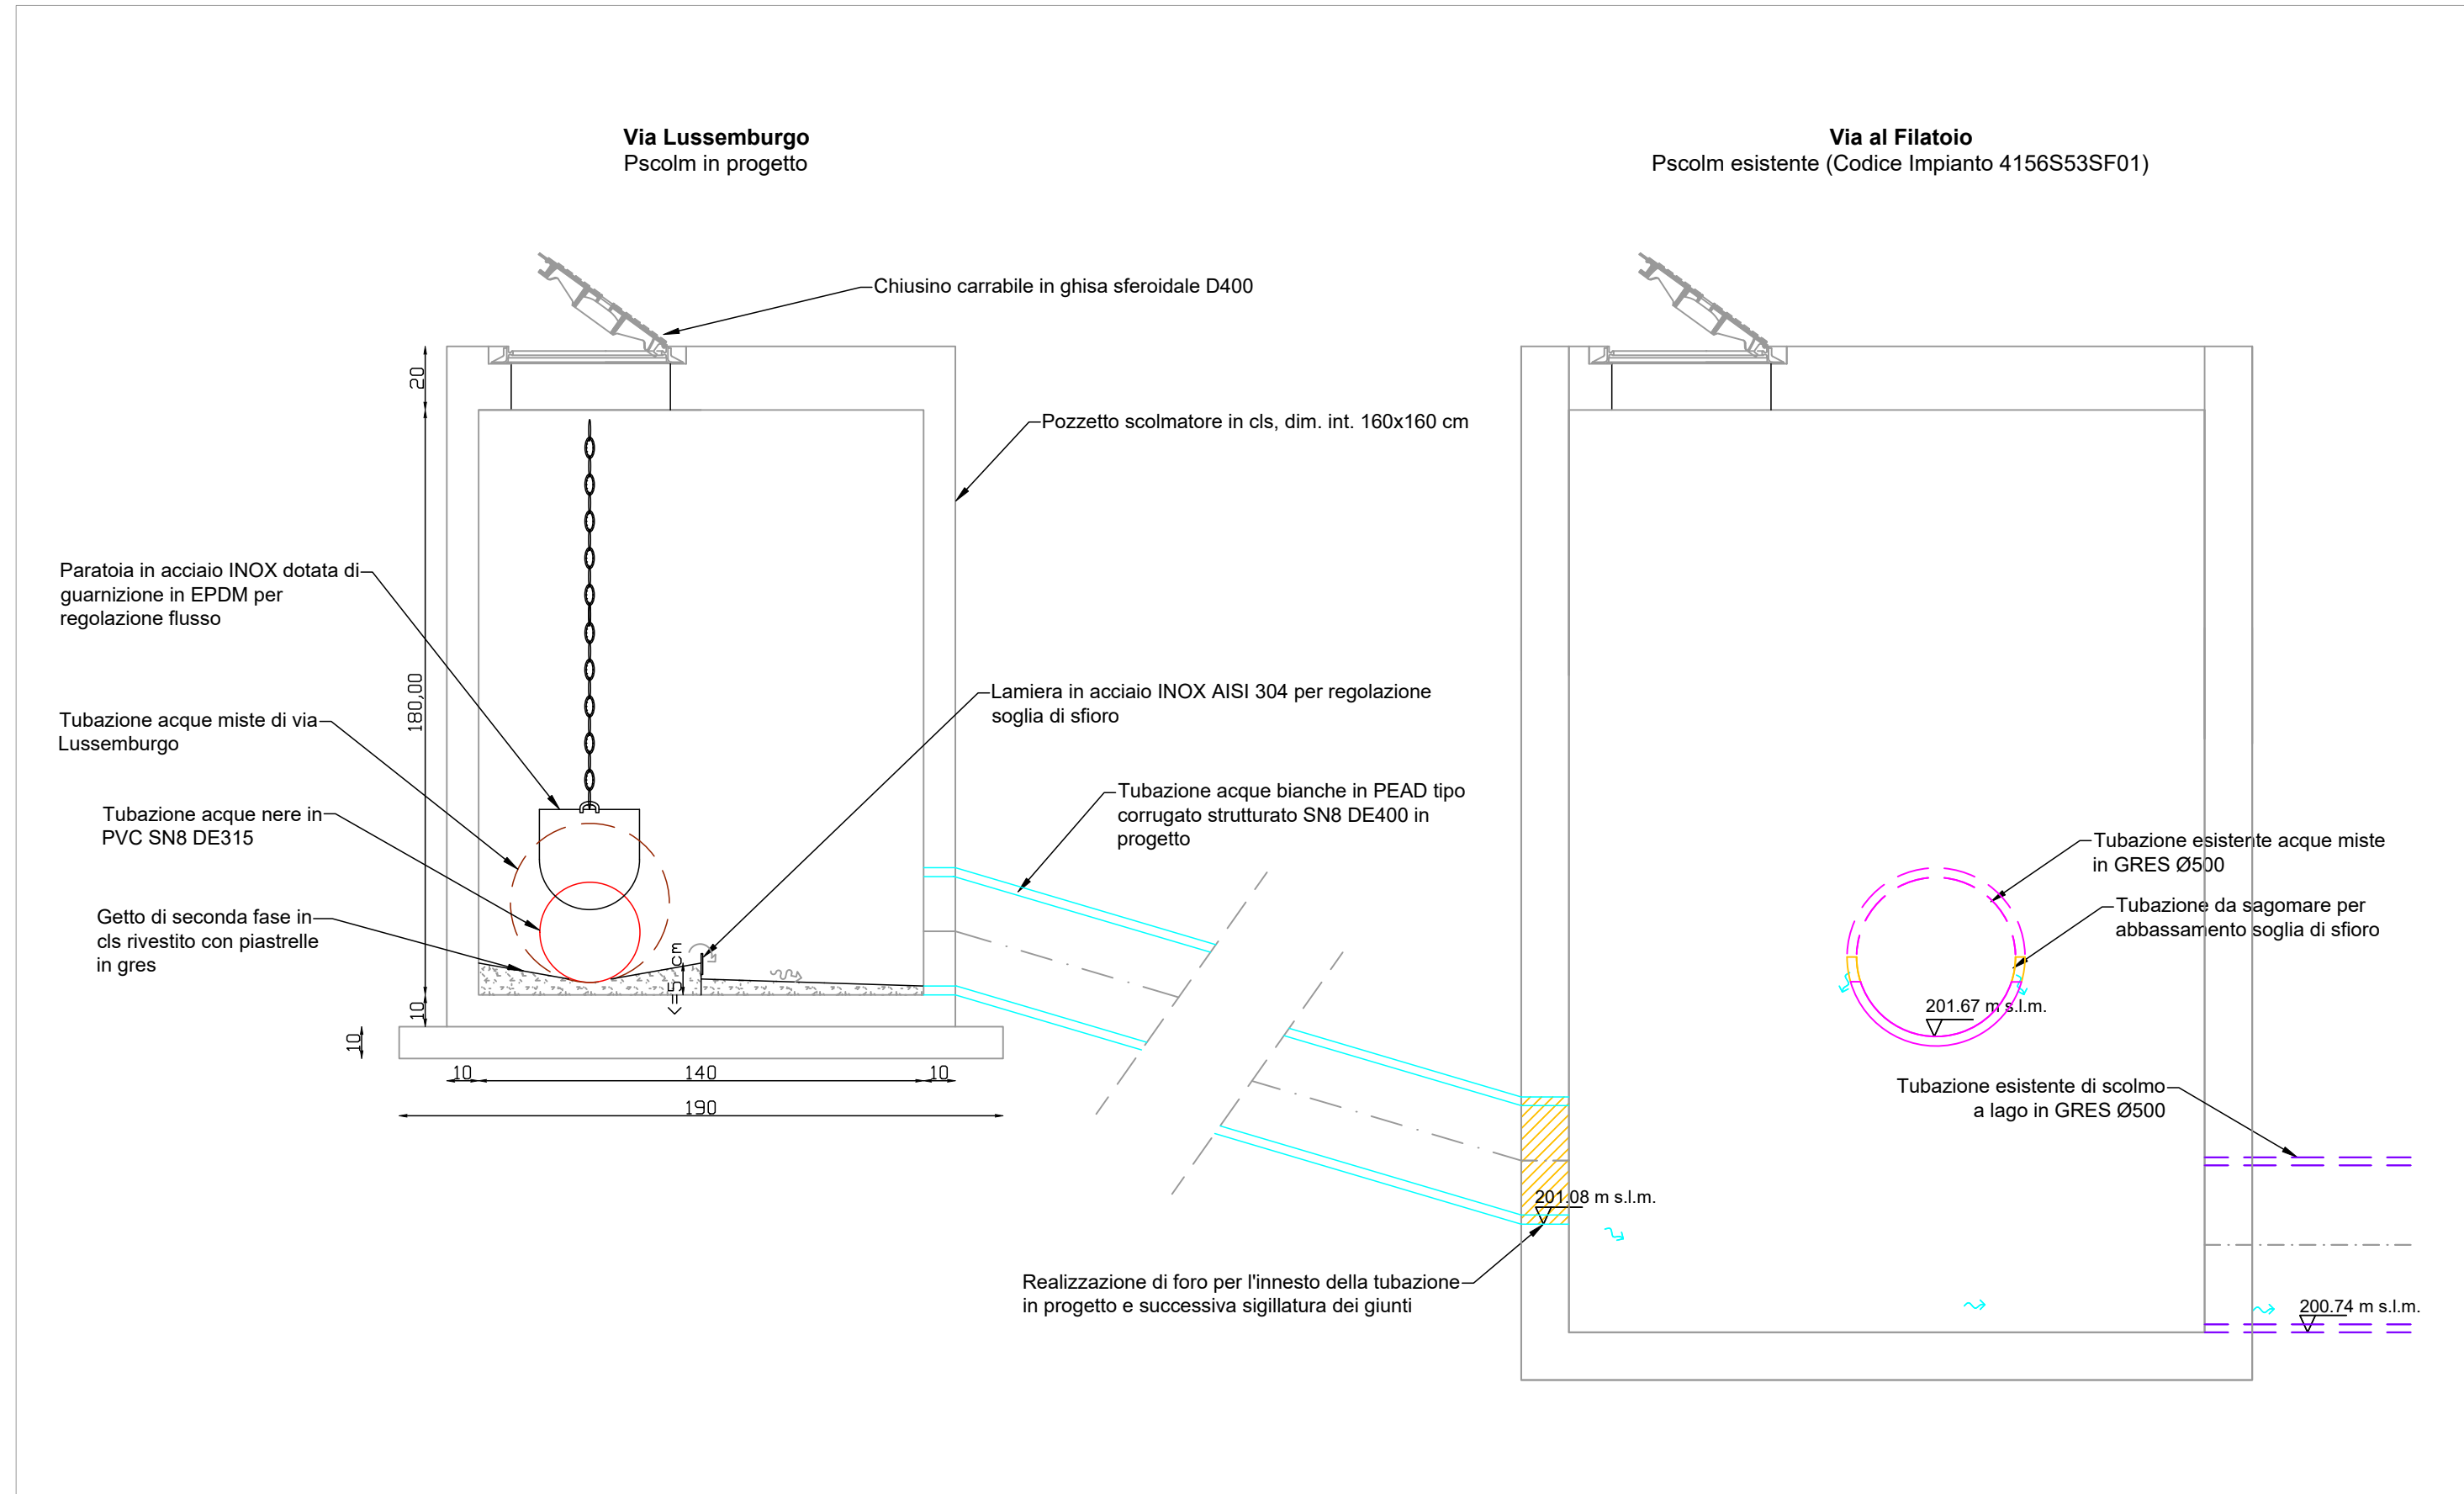 Via Lussemburgo
Pscolm in progetto
Via al Filatoio
Pscolm esistente (Codice Impianto 4156S53SF01)
Chiusino carrabile in ghisa sferoidale D400
20
Pozzetto scolmatore in cls, dim. int. 160x160 cm
Paratoia in acciaio INOX dotata di
guarnizione in EPDM per
regolazione flusso
180,00
Lamiera in acciaio INOX AISI 304 per regolazione
soglia di sfioro
Tubazione acque miste di via
Lussemburgo
Tubazione acque bianche in PEAD tipo
corrugato strutturato SN8 DE400 in
progetto
Tubazione acque nere in
PVC SN8 DE315
Tubazione esistente acque miste
in GRES Ø500
Getto di seconda fase in
cls rivestito con piastrelle
in gres
Tubazione da sagomare per
abbassamento soglia di sfioro
<=5 cm
201.67 m s.l.m.
10
10
10
140
10
190
Tubazione esistente di scolmo
a lago in GRES Ø500
201.08 m s.l.m.
Realizzazione di foro per l'innesto della tubazione
in progetto e successiva sigillatura dei giunti
200.74 m s.l.m.